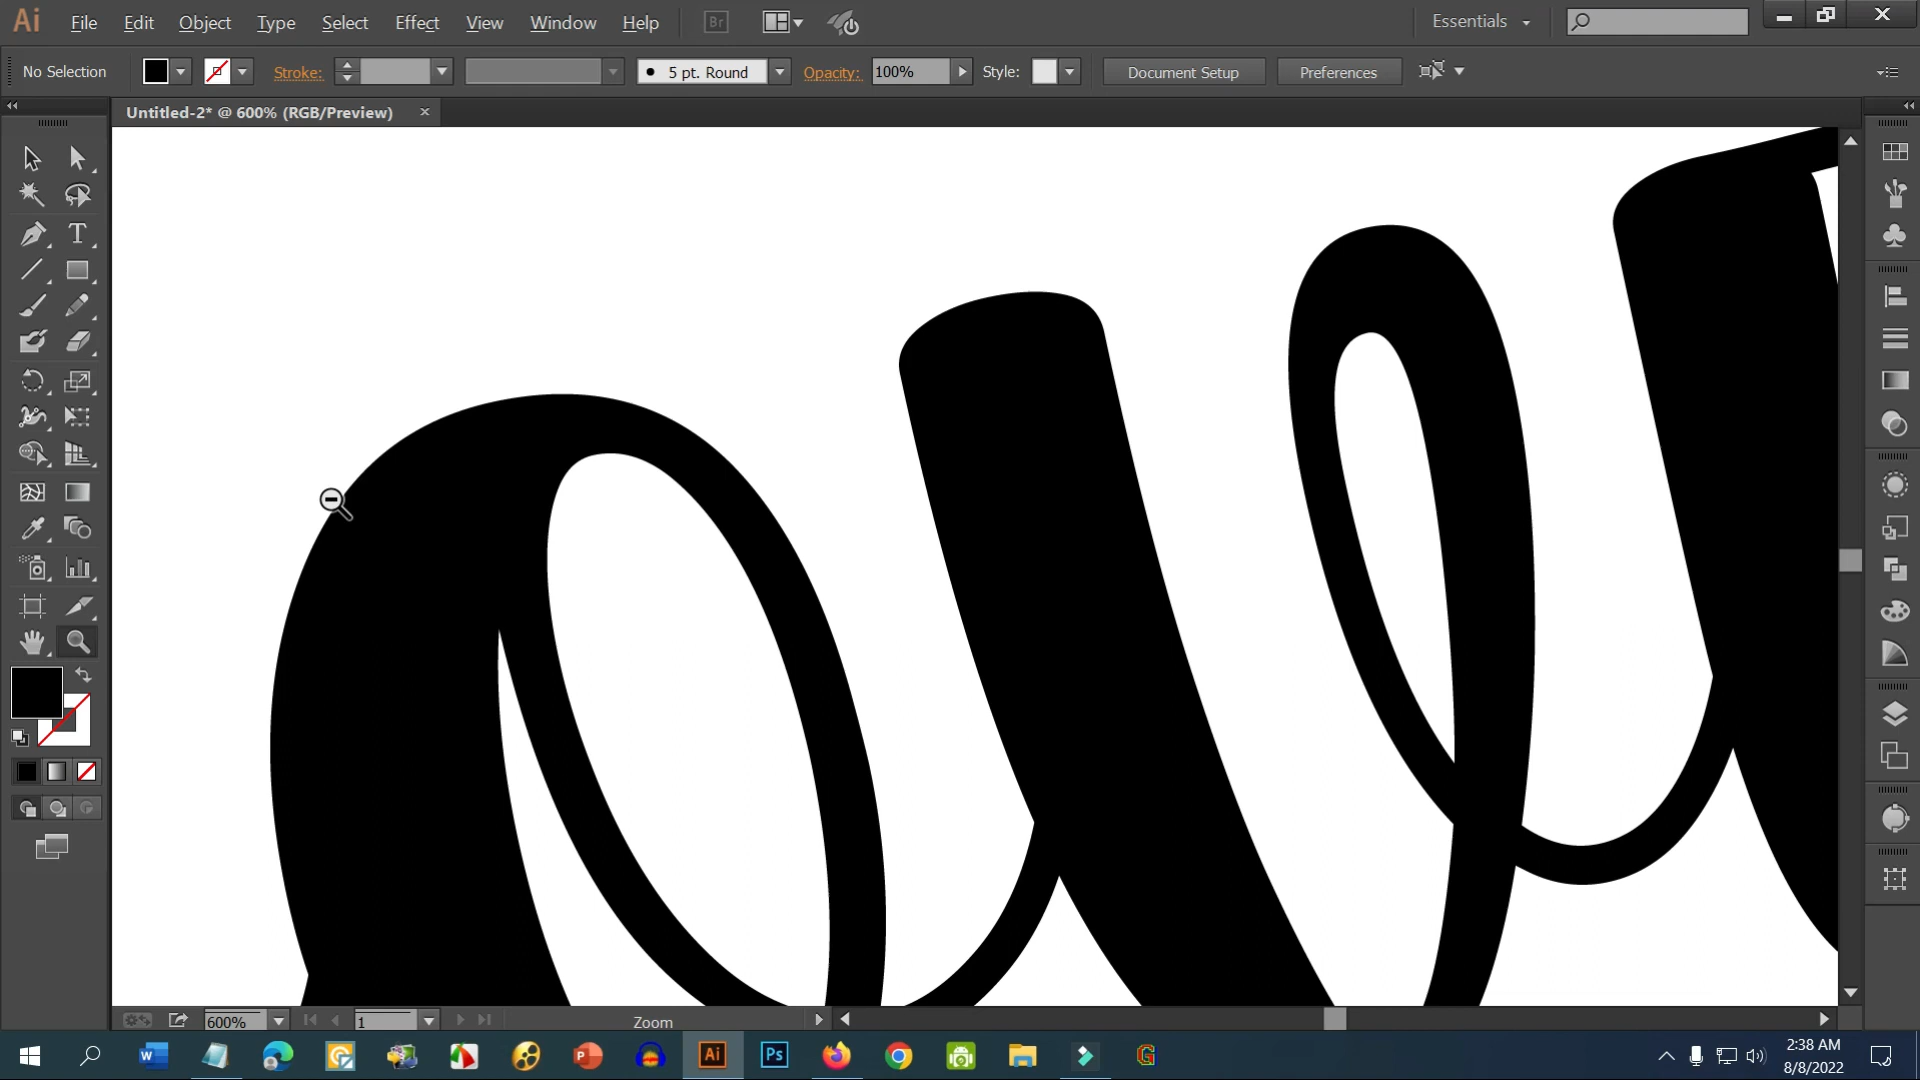 Ai File Edit Object Type Select Effect View Window Help Br Essentials
No Selection Stroke: 5 pt. Round Opacity: 100% Style: Document Setup Preferences
Untitled-2* @ 600% (RGB/Preview)
T
600% 1 Zoom
W P Ai Ps G 2:38 AM
8/8/2022